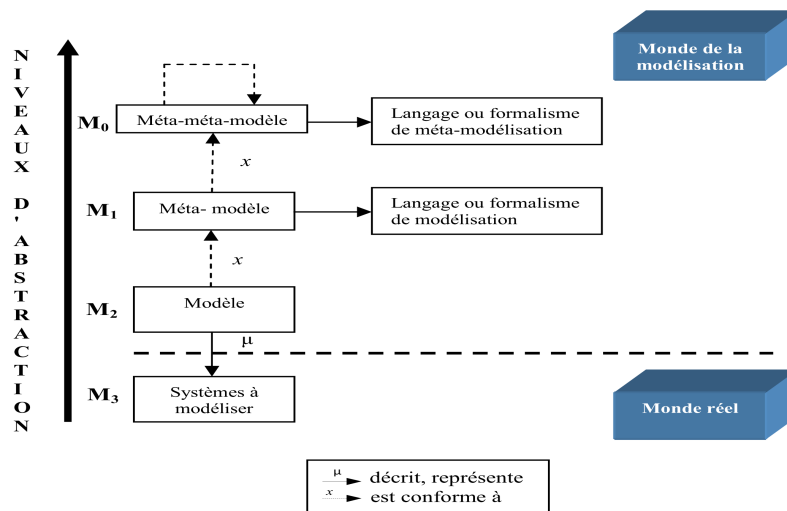 NIVEAUX D'ABSTRACTION
Monde de la
modélisation
M0
Méta-méta-modèle
Langage ou formalisme
de méta-modélisation
x
M1
Méta- modèle
Langage ou formalisme
de modélisation
x
M2
Modèle
μ
M3
Systèmes à
modéliser
Monde réel
μ décrit, représente
x est conforme à